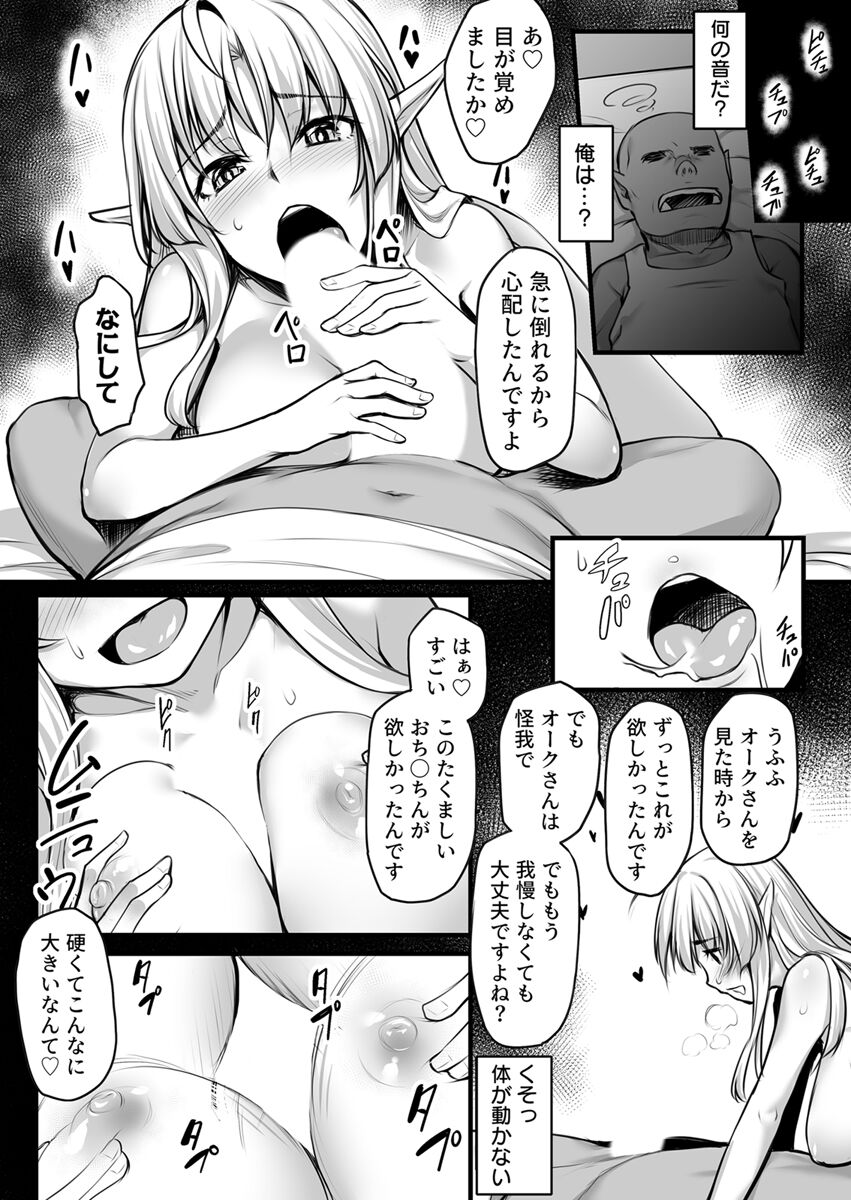 ピチュ
チュプ
ピチュ
チュブ
何の音だ？
俺は…？
あ♡
目が覚め
ましたか♡
ハ
ハ
ハ
ハ
ペロ
ペロ
急に倒れるから
心配したんですよ
なにして
チュパ
チュパ
うふふ
オークさんを
見た時から
ずっとこれが
欲しかったんです
でも
オークさんは
怪我で
でももう
我慢しなくても
大丈夫ですよね？
くそっ
体が動かない
はぁ♡
すごい
このたくましい
おち〇ちんが
欲しかったんです
ビク
ビク
ムニュウ
タプ
タプ
硬くてこんなに
大きいなんて♡